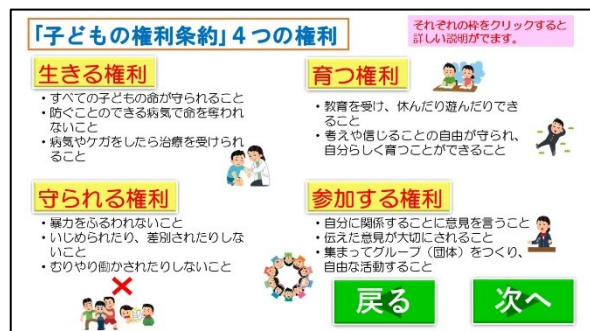 「子どもの権利条約」４つの権利
それぞれの枠をクリックすると
詳しい説明がでます。
生きる権利
・すべての子どもの命が守られること
・防ぐことのできる病気で命を奪われ
ないこと
・病気やケガをしたら治療を受けられ
ること
育つ権利
・教育を受け、休んだり遊んだりでき
ること
・考えや信じることの自由が守られ、
自分らしく育つことができること
守られる権利
・暴力をふるわれないこと
・いじめられたり、差別されたりしな
いこと
・むりやり働かされたりしないこと
参加する権利
・自分に関係することに意見を言うこと
・伝えた意見が大切にされること
・集まってグループ（団体）をつくり、
自由な活動すること
戻る
次へ